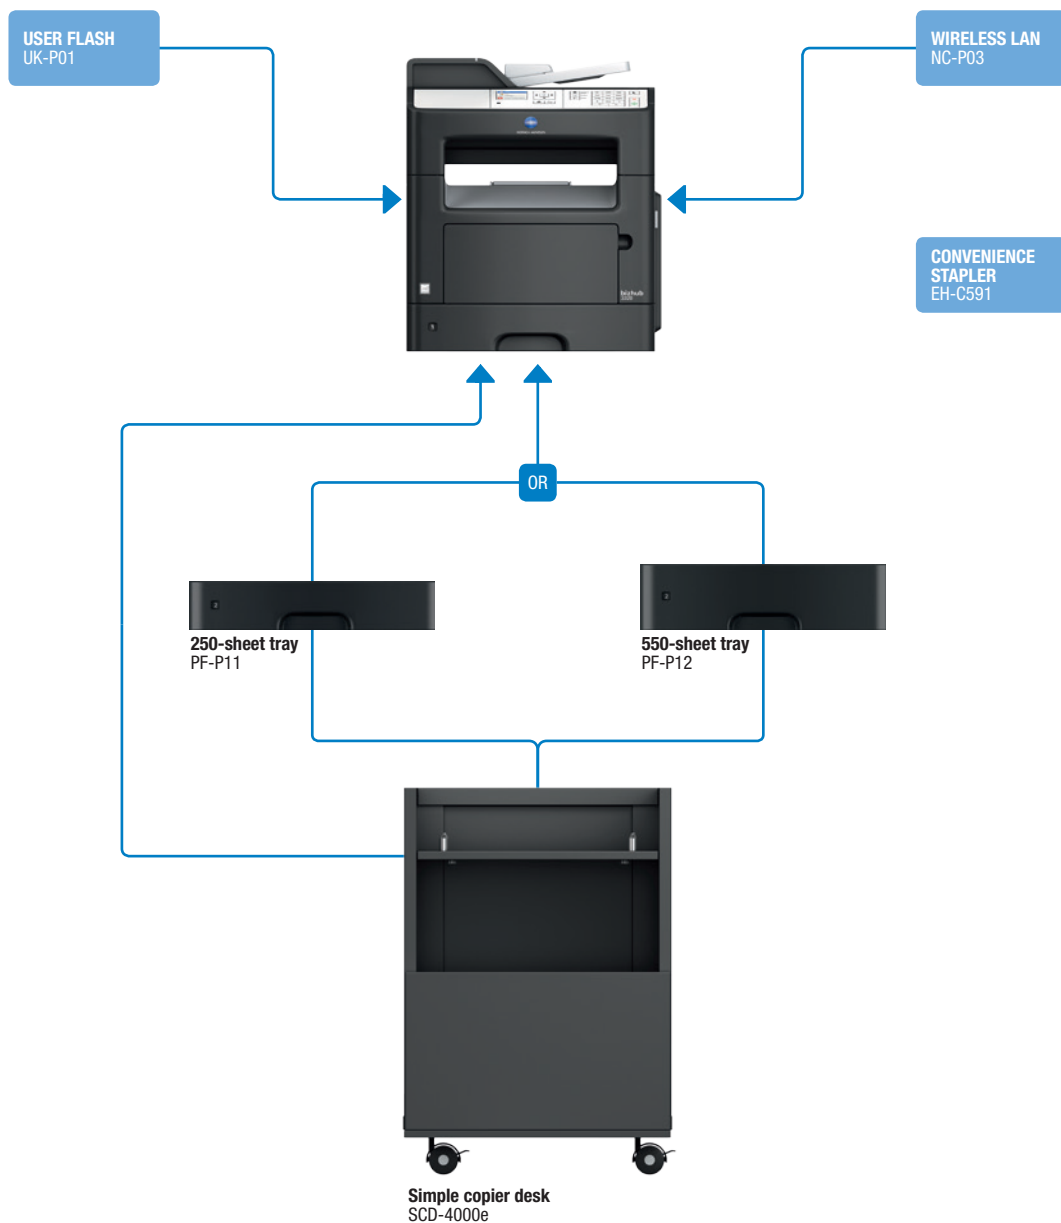 USER FLASH
UK-P01
WIRELESS LAN
NC-P03
bizhub
CONVENIENCE
STAPLER
EH-C591
OR
250-sheet tray
PF-P11
550-sheet tray
PF-P12
Simple copier desk
SCD-4000e